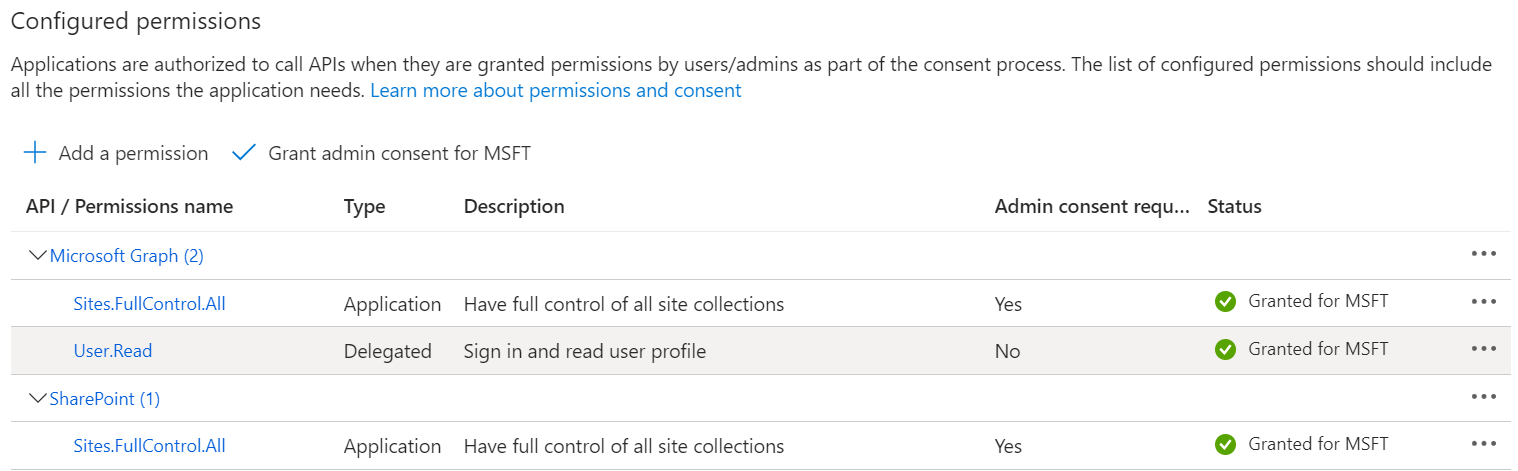 Configured permissions
Applications are authorized to call APIs when they are granted permissions by users/admins as part of the consent process. The list of configured permissions should include
all the permissions the application needs. Learn more about permissions and consent
Add a permission Grant admin consent for MSFT
API / Permissions name Type Description Admin consent requ... Status
Microsoft Graph (2)
Sites.FullControl.All Application Have full control of all site collections Yes Granted for MSFT
User.Read Delegated Sign in and read user profile No Granted for MSFT
SharePoint (1)
Sites.FullControl.All Application Have full control of all site collections Yes Granted for MSFT